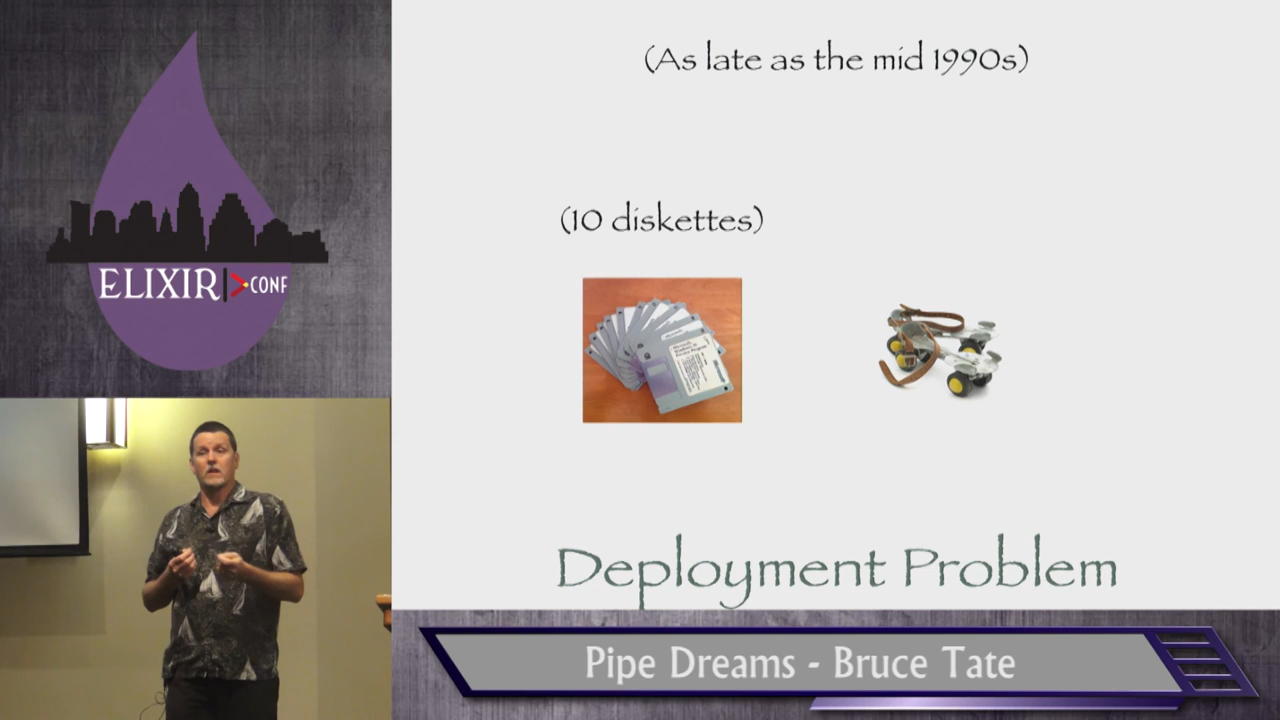 (As late as the mid 1990s)
(10 diskettes)
Deployment Problem
ELIXIR CONF
Pipe Dreams - Bruce Tate